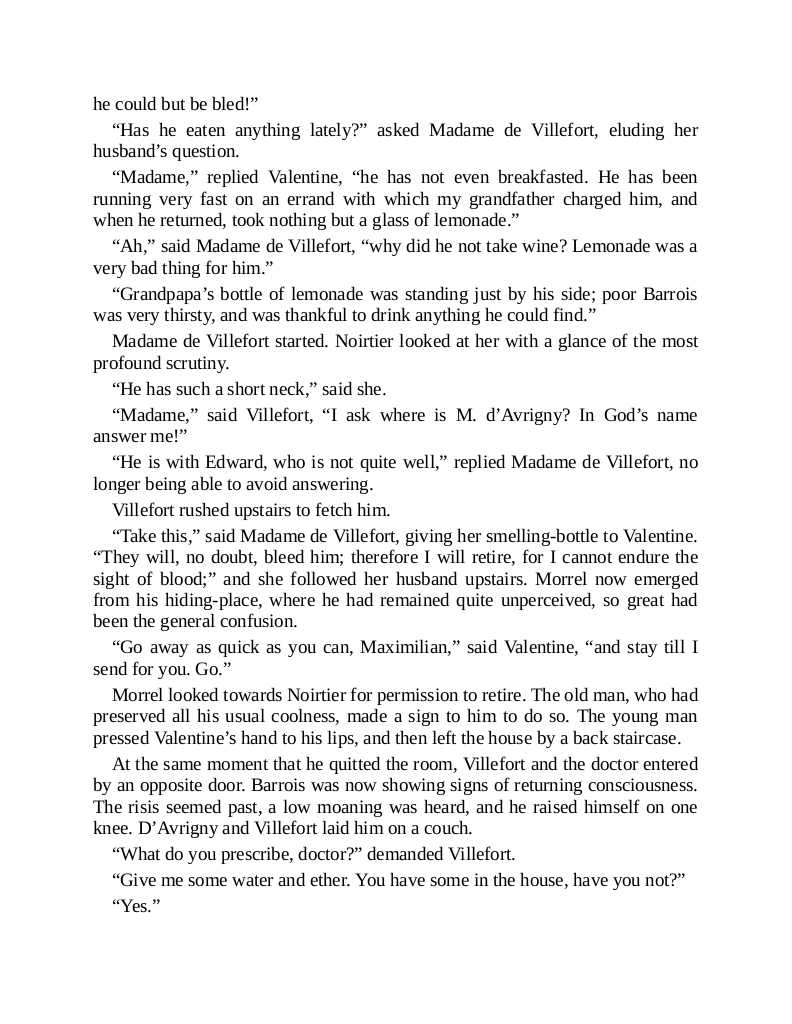 he could but be bled!”
“Has he eaten anything lately?” asked Madame de Villefort, eluding her
husband’s question.
“Madame,” replied Valentine, “he has not even breakfasted. He has been
running very fast on an errand with which my grandfather charged him, and
when he returned, took nothing but a glass of lemonade.”
“Ah,” said Madame de Villefort, “why did he not take wine? Lemonade was a
very bad thing for him.”
“Grandpapa’s bottle of lemonade was standing just by his side; poor Barrois
was very thirsty, and was thankful to drink anything he could find.”
Madame de Villefort started. Noirtier looked at her with a glance of the most
profound scrutiny.
“He has such a short neck,” said she.
“Madame,” said Villefort, “I ask where is M. d’Avrigny? In God’s name
answer me!”
“He is with Edward, who is not quite well,” replied Madame de Villefort, no
longer being able to avoid answering.
Villefort rushed upstairs to fetch him.
“Take this,” said Madame de Villefort, giving her smelling-bottle to Valentine.
“They will, no doubt, bleed him; therefore I will retire, for I cannot endure the
sight of blood;” and she followed her husband upstairs. Morrel now emerged
from his hiding-place, where he had remained quite unperceived, so great had
been the general confusion.
“Go away as quick as you can, Maximilian,” said Valentine, “and stay till I
send for you. Go.”
Morrel looked towards Noirtier for permission to retire. The old man, who had
preserved all his usual coolness, made a sign to him to do so. The young man
pressed Valentine’s hand to his lips, and then left the house by a back staircase.
At the same moment that he quitted the room, Villefort and the doctor entered
by an opposite door. Barrois was now showing signs of returning consciousness.
The risis seemed past, a low moaning was heard, and he raised himself on one
knee. D’Avrigny and Villefort laid him on a couch.
“What do you prescribe, doctor?” demanded Villefort.
“Give me some water and ether. You have some in the house, have you not?”
“Yes.”